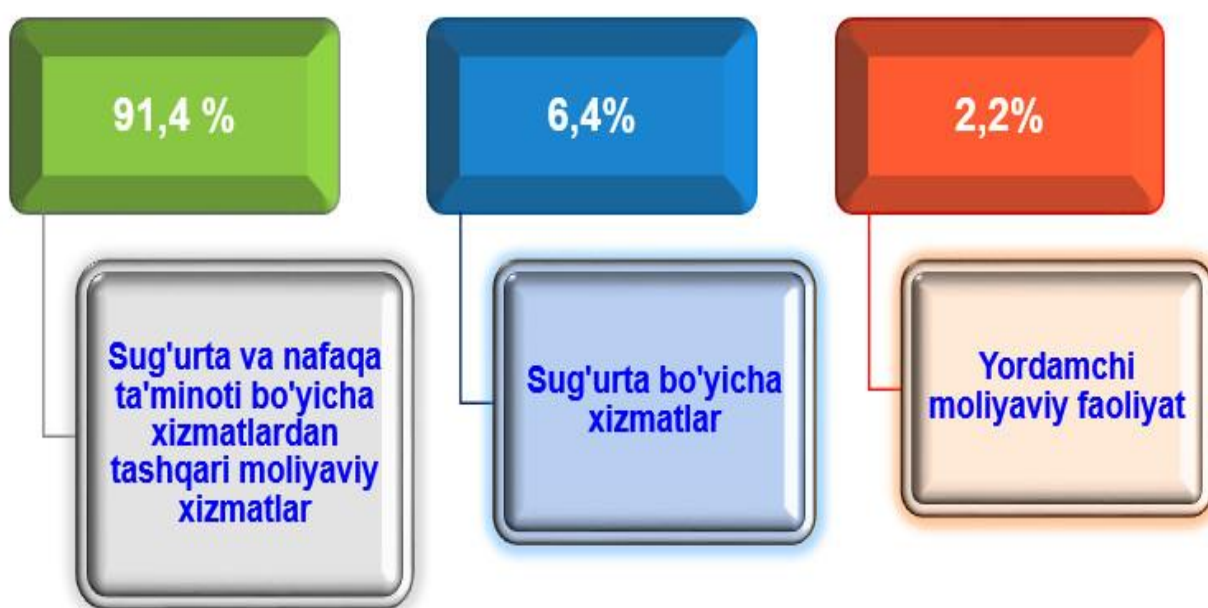 91,4 %
6,4%
2,2%
Sug'urta va nafaqa
ta'minoti bo'yicha
xizmatlardan
tashqari moliyaviy
xizmatlar
Sug'urta bo'yicha
xizmatlar
Yordamchi
moliyaviy faoliyat